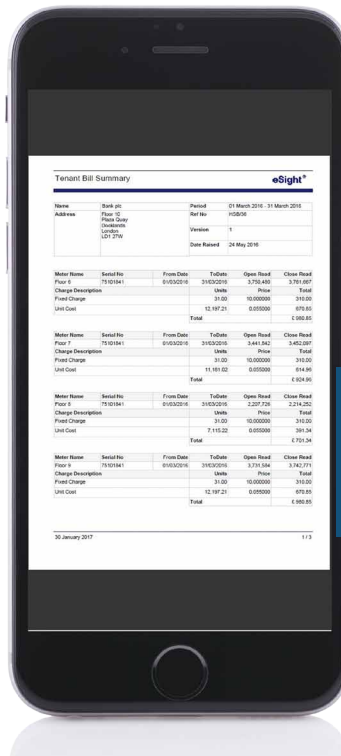 Tenant Bill Summary eSight®
Name Bank plc Period 01 March 2016 - 31 March 2016
Address Floor 10 Ref No HSB/36
Plaza Quay
Docklands Version 1
London
LD1 27W
Date Raised 24 May 2016
Meter Name Serial No From Date ToDate Open Read Close Read
Floor 6 75101841 01/03/2016 31/03/2016 3,750,480 3,761,667
Charge Description Units Price Total
Fixed Charge 31.00 10.000000 310.00
Unit Cost 12,197.21 0.055000 670.85
Total £ 980.85
Meter Name Serial No From Date ToDate Open Read Close Read
Floor 7 75101841 01/03/2016 31/03/2016 3,441,842 3,452,097
Charge Description Units Price Total
Fixed Charge 31.00 10.000000 310.00
Unit Cost 11,181.02 0.055000 614.96
Total £ 924.96
Meter Name Serial No From Date ToDate Open Read Close Read
Floor 8 75101841 01/03/2016 31/03/2016 2,207,726 2,214,252
Charge Description Units Price Total
Fixed Charge 31.00 10.000000 310.00
Unit Cost 7,115.22 0.055000 391.34
Total £ 701.34
Meter Name Serial No From Date ToDate Open Read Close Read
Floor 9 75101841 01/03/2016 31/03/2016 3,731,584 3,742,771
Charge Description Units Price Total
Fixed Charge 31.00 10.000000 310.00
Unit Cost 12,197.21 0.055000 670.85
Total £ 980.85
30 January 2017 1 / 3